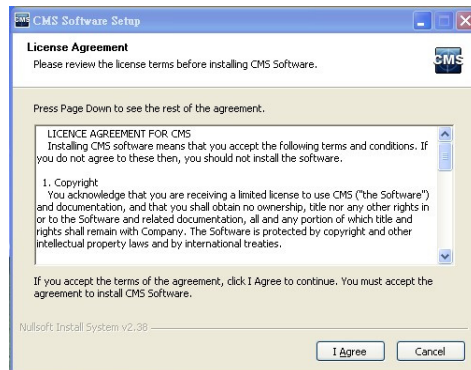 CMS CMS Software Setup
License Agreement
Please review the license terms before installing CMS Software.
CMS
Press Page Down to see the rest of the agreement.
LICENCE AGREEMENT FOR CMS
Installing CMS software means that you accept the following terms and conditions. If
you do not agree to these then, you should not install the software.
1. Copyright
You acknowledge that you are receiving a limited license to use CMS ("the Software")
and documentation, and that you shall obtain no ownership, title nor any other rights in
or to the Software and related documentation, all and any portion of which title and
rights shall remain with Company. The Software is protected by copyright and other
intellectual property laws and by international treaties.
If you accept the terms of the agreement, click I Agree to continue. You must accept the
agreement to install CMS Software.
Nullsoft Install System v2.38
I Agree Cancel